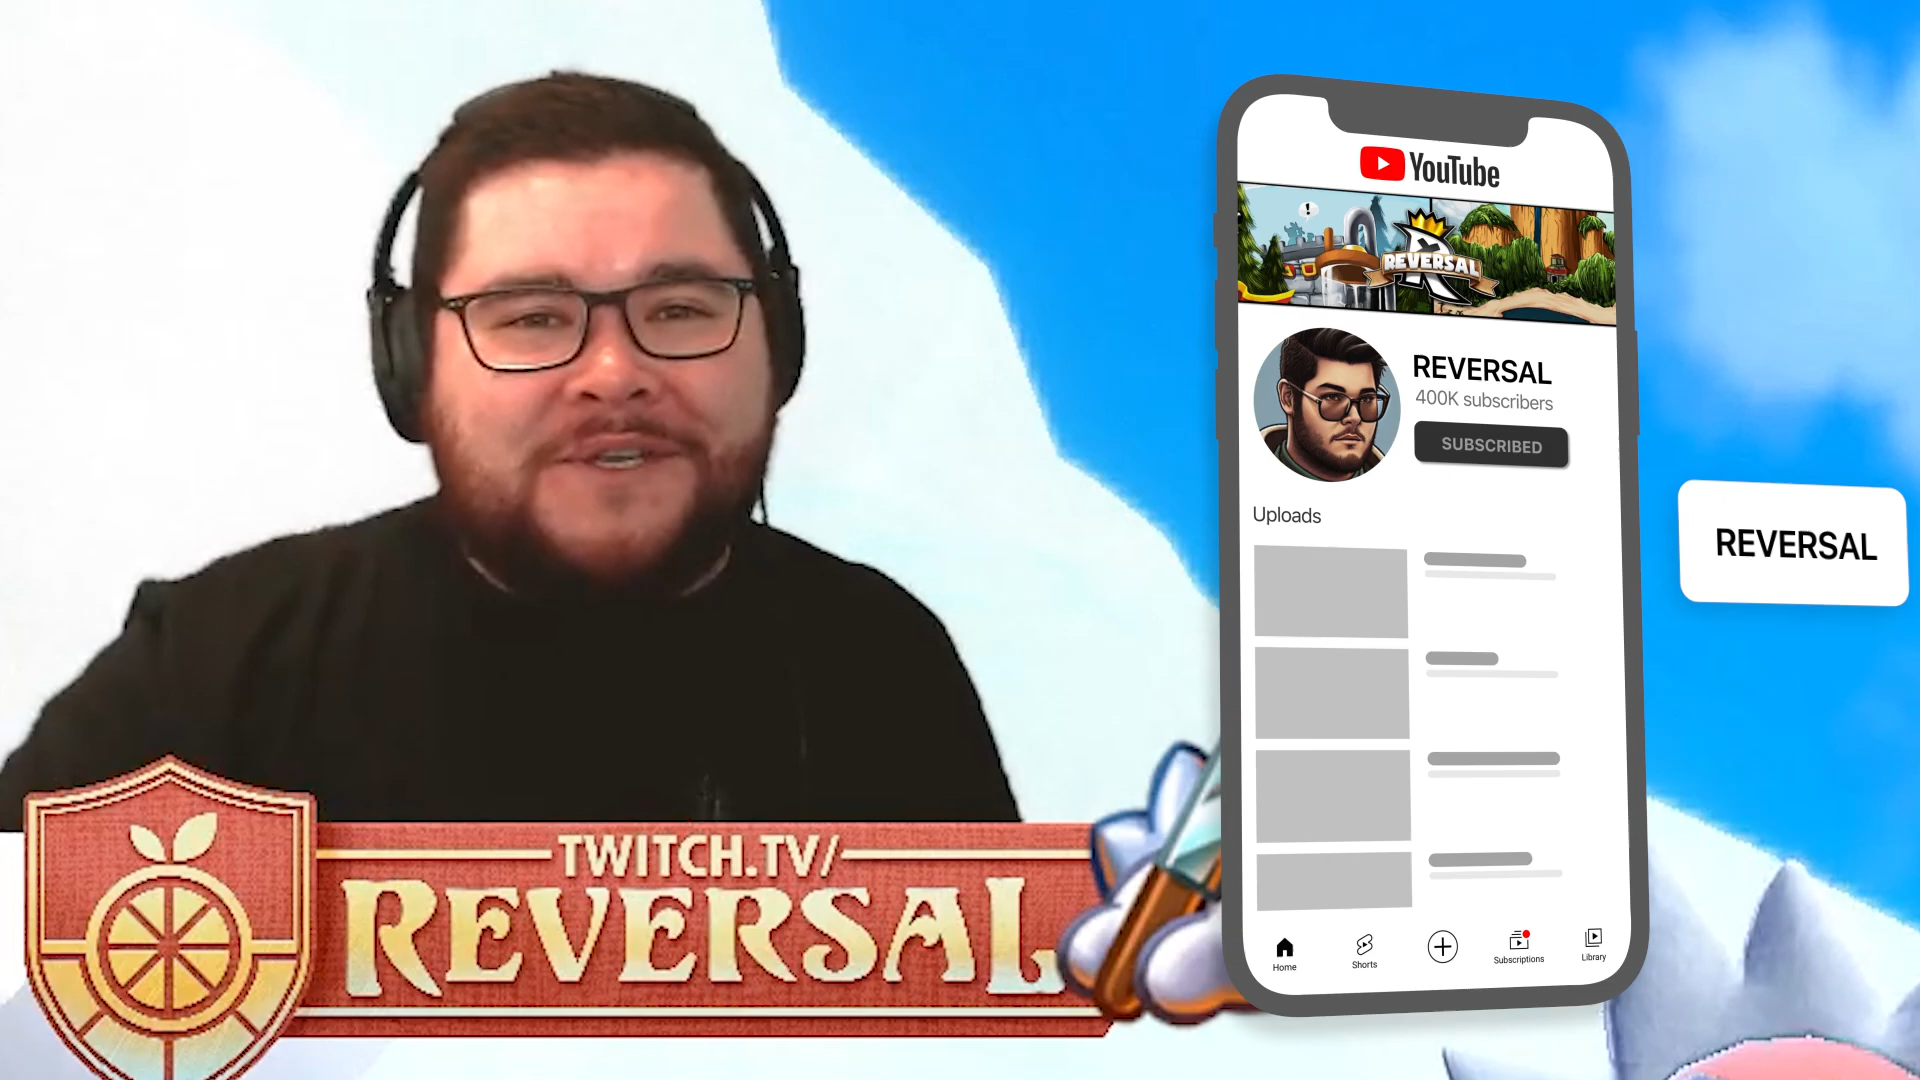 TWITCH.TV/
REVERSAL
YouTube
!
REVERSAL
REVERSAL
400K subscribers
SUBSCRIBED
Uploads
Home
Shorts
Subscriptions
Library
REVERSAL